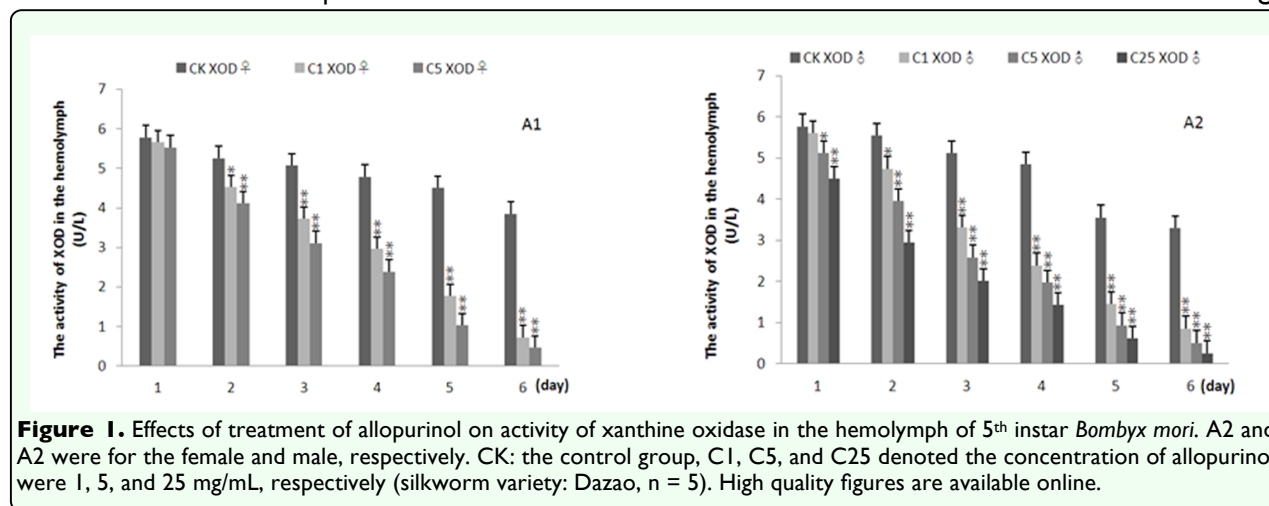 CK XOD ♀ C1 XOD ♀ C5 XOD ♀
A1
The activity of XOD in the hemolymph
(U/L)
7
6
5
4
3
2
1
0
* ** ** ** ** ** ** ** ** **
1 2 3 4 5 6 (day)
CK XOD ♂ C1 XOD ♂ C5 XOD ♂ C25 XOD ♂
A2
The activity of XOD in the hemolymph
(U/L)
7
6
5
4
3
2
1
0
* ** * ** ** ** ** ** ** ** ** ** ** ** ** ** **
1 2 3 4 5 6 (day)
Figure 1. Effects of treatment of allopurinol on activity of xanthine oxidase in the hemolymph of 5th instar Bombyx mori. A2 and
A2 were for the female and male, respectively. CK: the control group, C1, C5, and C25 denoted the concentration of allopurino
were 1, 5, and 25 mg/mL, respectively (silkworm variety: Dazao, n = 5). High quality figures are available online.